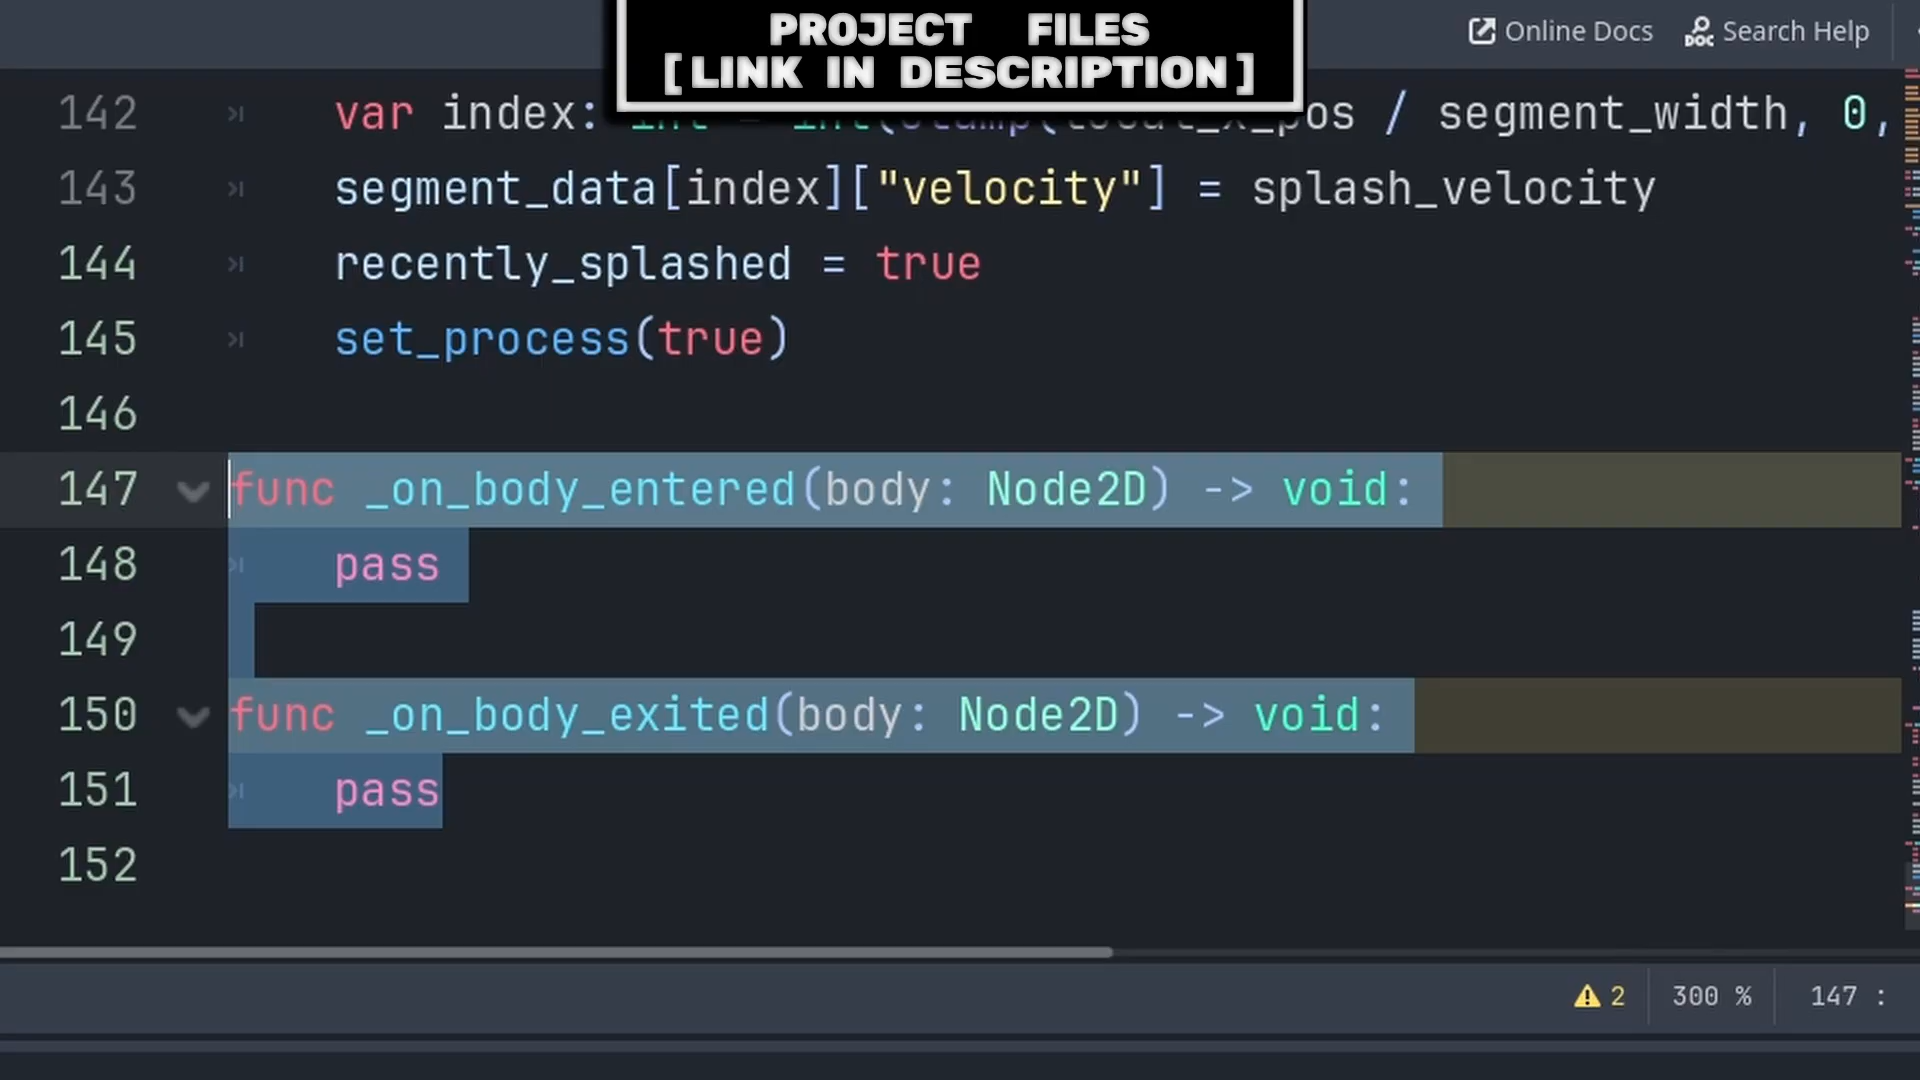 PROJECT FILES
[LINK IN DESCRIPTION]
Online Docs
Search Help
142 var index: int = int(clamp(local_x_pos / segment_width, 0,
143 segment_data[index]["velocity"] = splash_velocity
144 recently_splashed = true
145 set_process(true)
146
147 func _on_body_entered(body: Node2D) -> void:
148 pass
149
150 func _on_body_exited(body: Node2D) -> void:
151 pass
152
2 300 % 147 :